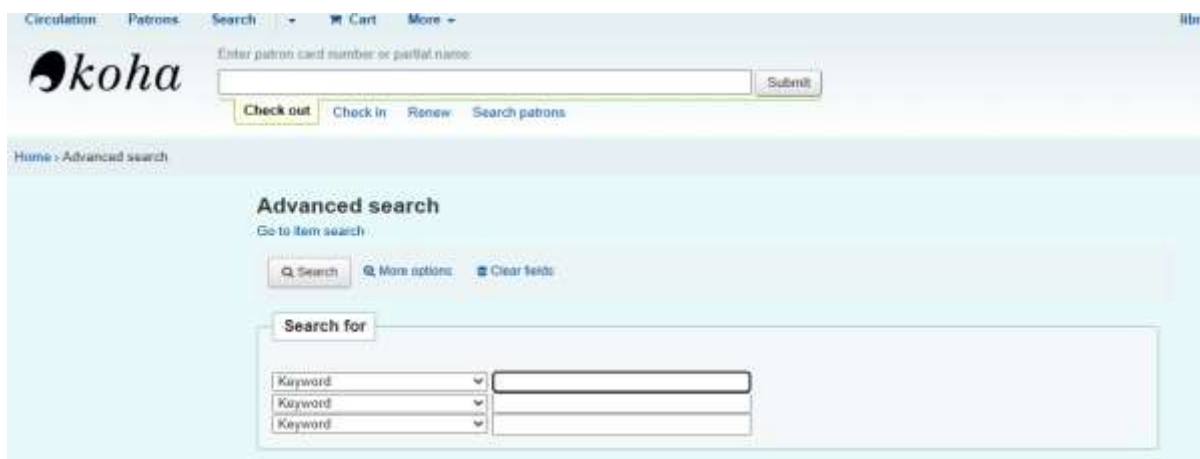 Circulation Patrons Search Cart More
koha
Enter patron card number or partial name:
Submit
Check out Check in Renew Search patrons
Home › Advanced search
Advanced search
Go to item search
Search More options Clear fields
Search for
Keyword
Keyword
Keyword